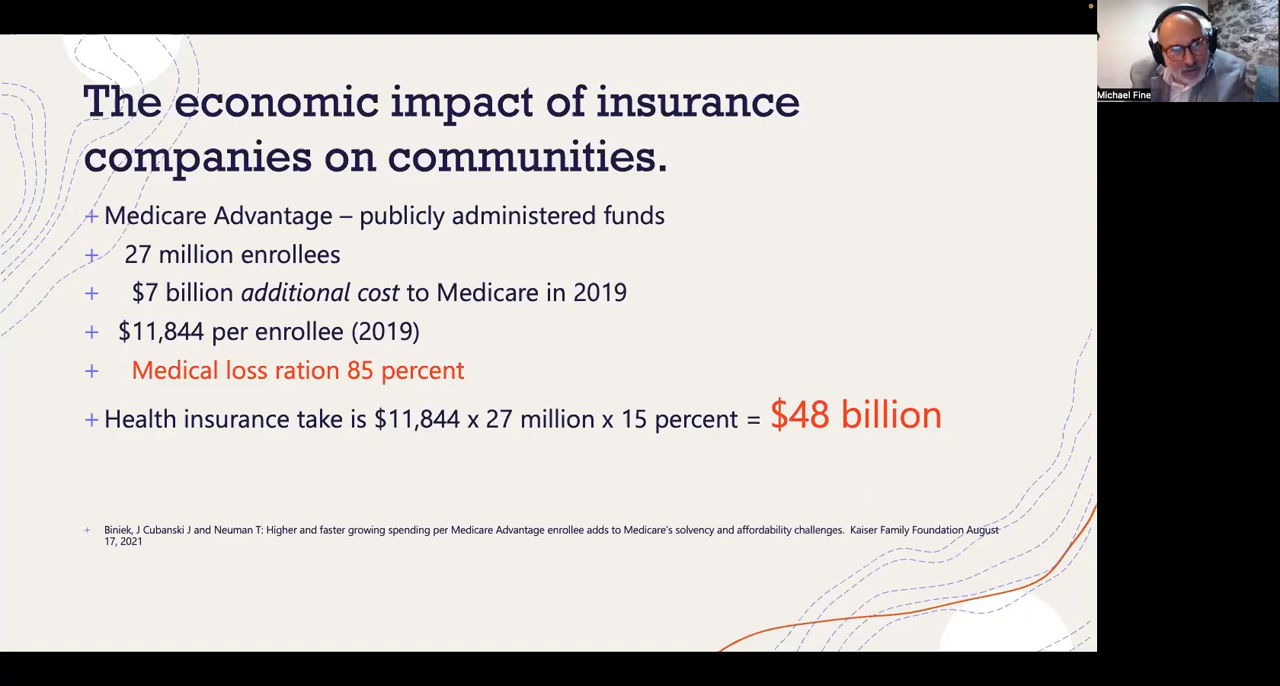 The economic impact of insurance
companies on communities.
+ Medicare Advantage – publicly administered funds
+ 27 million enrollees
+ $7 billion additional cost to Medicare in 2019
+ $11,844 per enrollee (2019)
+ Medical loss ration 85 percent
+ Health insurance take is $11,844 x 27 million x 15 percent = $48 billion
+ Biniek, J Cubanski J and Neuman T: Higher and faster growing spending per Medicare Advantage enrollee adds to Medicare's solvency and affordability challenges. Kaiser Family Foundation August
17, 2021
Michael Fine